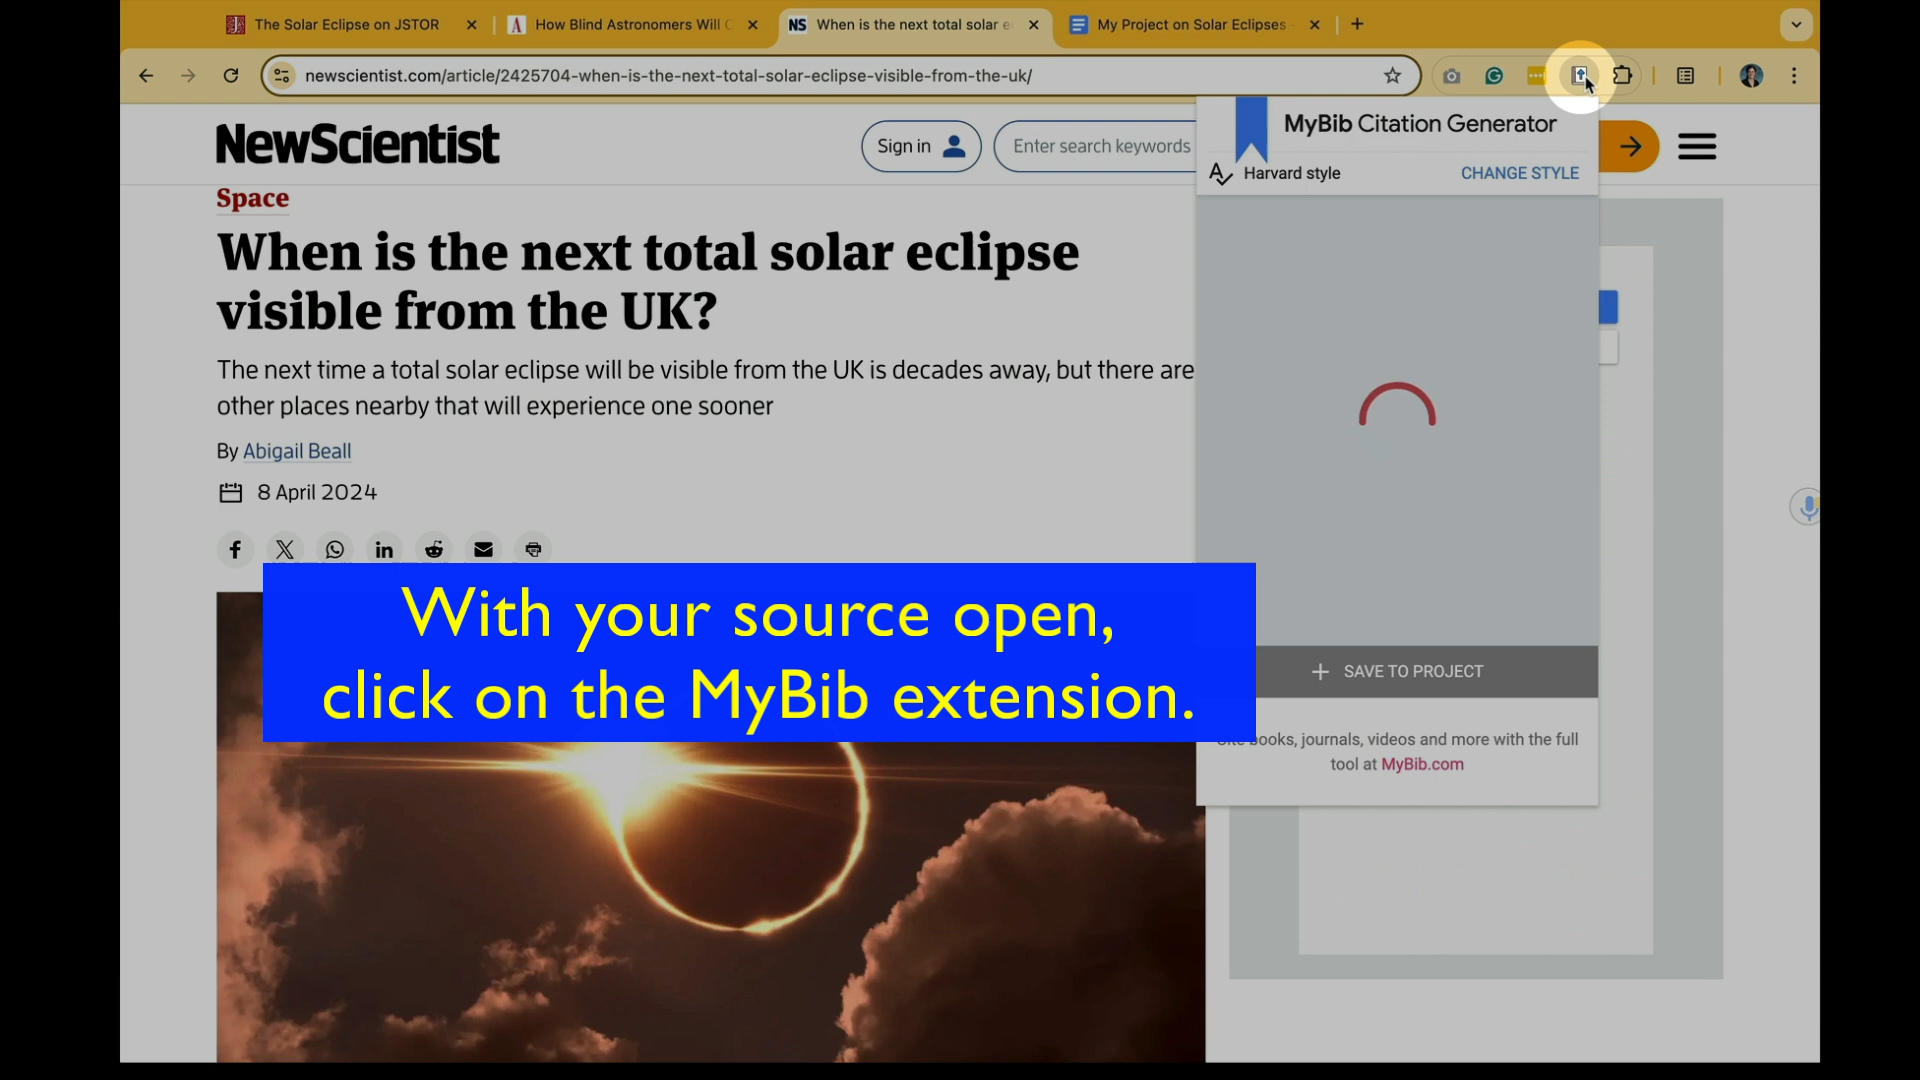 The Solar Eclipse on JSTOR
How Blind Astronomers Will
NS When is the next total solar e
My Project on Solar Eclipses
newscientist.com/article/2425704-when-is-the-next-total-solar-eclipse-visible-from-the-uk/
NewScientist
Sign in
Enter search keywords
MyBib Citation Generator
Harvard style
CHANGE STYLE
Space
When is the next total solar eclipse
visible from the UK?
The next time a total solar eclipse will be visible from the UK is decades away, but there are
other places nearby that will experience one sooner
By Abigail Beall
8 April 2024
With your source open,
click on the MyBib extension.
SAVE TO PROJECT
books, journals, videos and more with the full
tool at MyBib.com